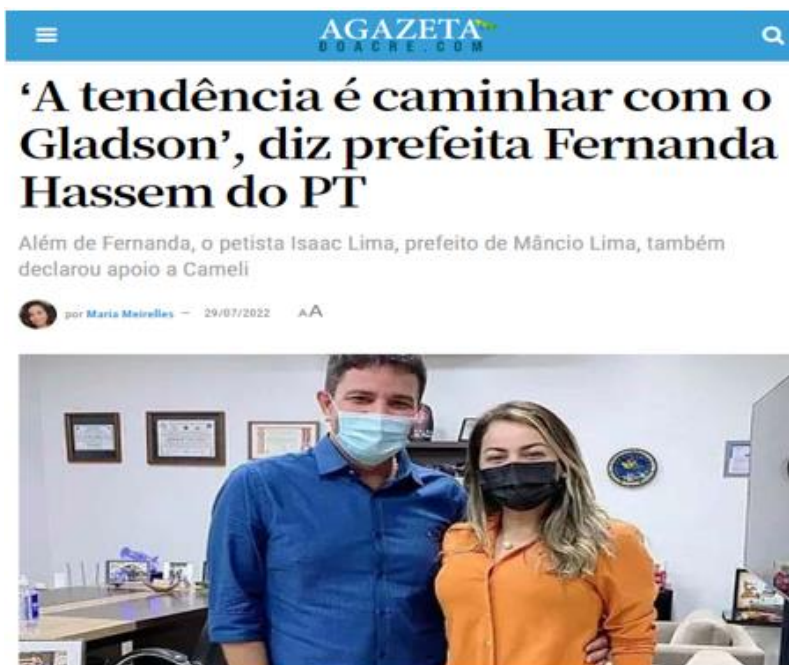 AGAZETA
DOACRE.COM
‘A tendência é caminhar com o
Gladson’, diz prefeita Fernanda
Hassem do PT
Além de Fernanda, o petista Isaac Lima, prefeito de Mâncio Lima, também
declarou apoio a Cameli
por Maria Meirelles — 29/07/2022 AA